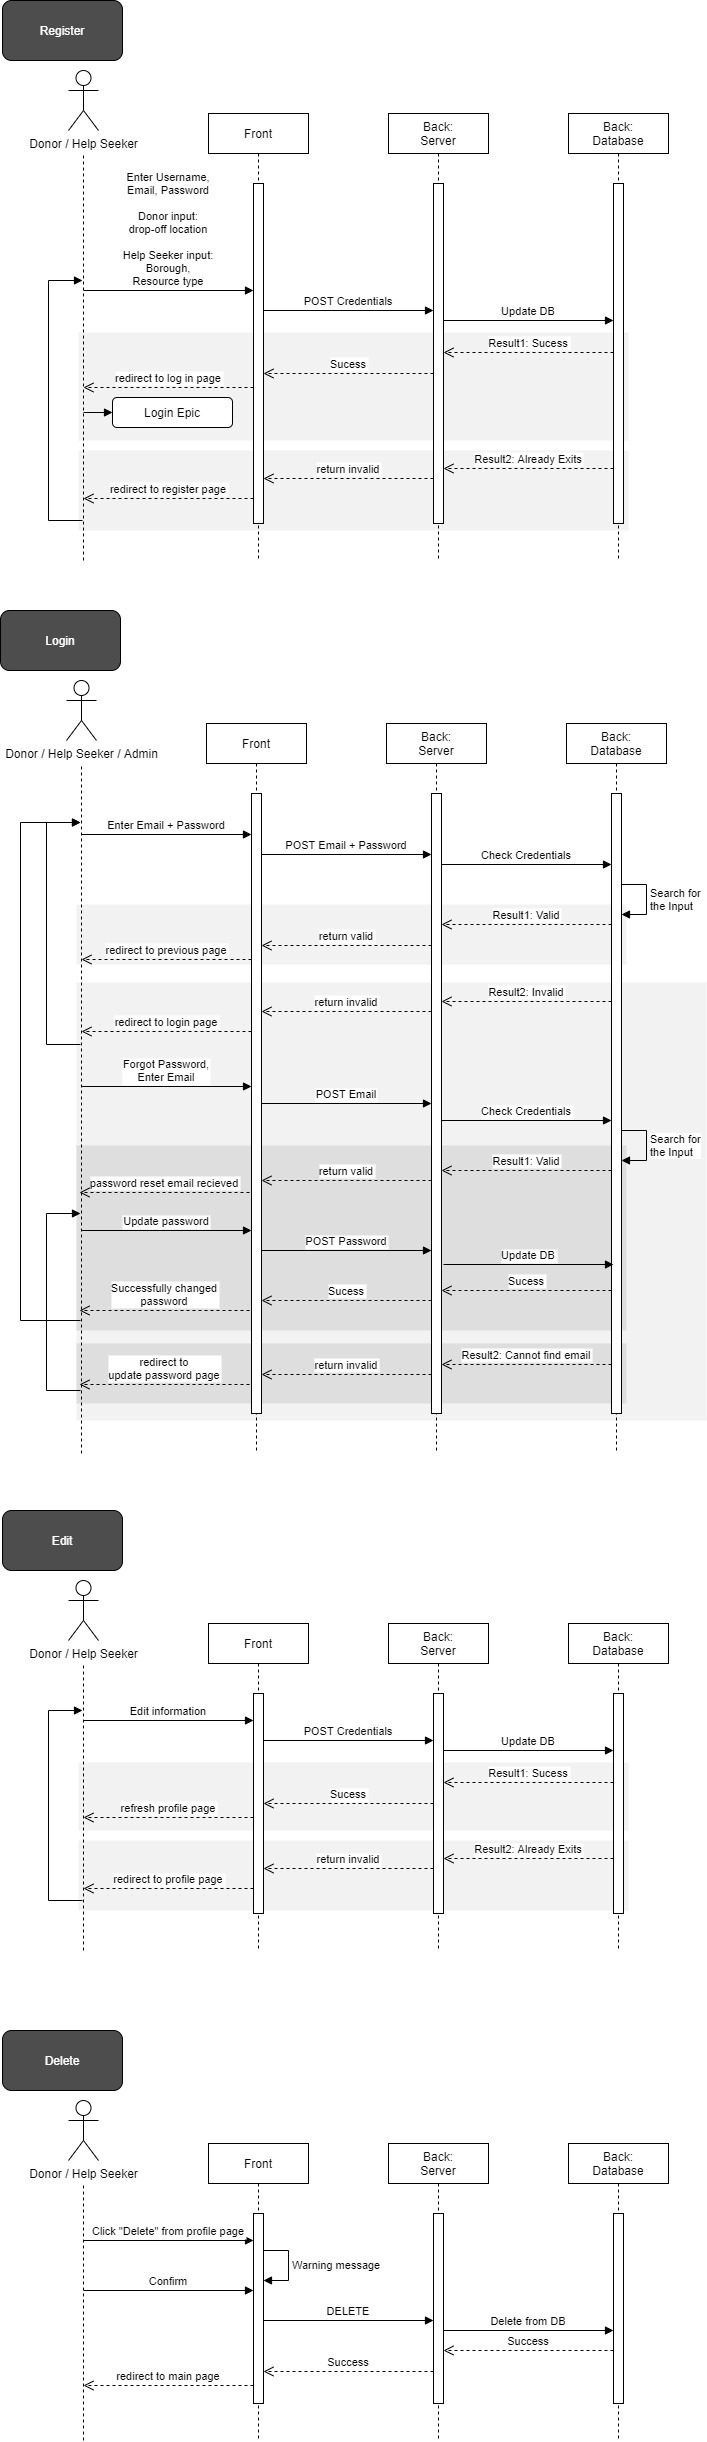 Register
Donor / Help Seeker
Front
Back:
Server
Back:
Database
Enter Username,
Email, Password
Donor input:
drop-off location
Help Seeker input:
Borough,
Resource type
POST Credentials
Update DB
Result1: Sucess
Sucess
redirect to log in page
Login Epic
Result2: Already Exits
return invalid
redirect to register page
Login
Donor / Help Seeker / Admin
Front
Back:
Server
Back:
Database
Enter Email + Password
POST Email + Password
Check Credentials
Search for
the Input
Result1: Valid
return valid
redirect to previous page
Result2: Invalid
return invalid
redirect to login page
Forgot Password,
Enter Email
POST Email
Check Credentials
Search for
the Input
Result1: Valid
return valid
password reset email recieved
Update password
POST Password
Update DB
Sucess
Sucess
Successfully changed
password
Result2: Cannot find email
return invalid
redirect to
update password page
Edit
Donor / Help Seeker
Front
Back:
Server
Back:
Database
Edit information
POST Credentials
Update DB
Result1: Sucess
Sucess
refresh profile page
Result2: Already Exits
return invalid
redirect to profile page
Delete
Donor / Help Seeker
Front
Back:
Server
Back:
Database
Click "Delete" from profile page
Warning message
Confirm
DELETE
Delete from DB
Success
Success
redirect to main page